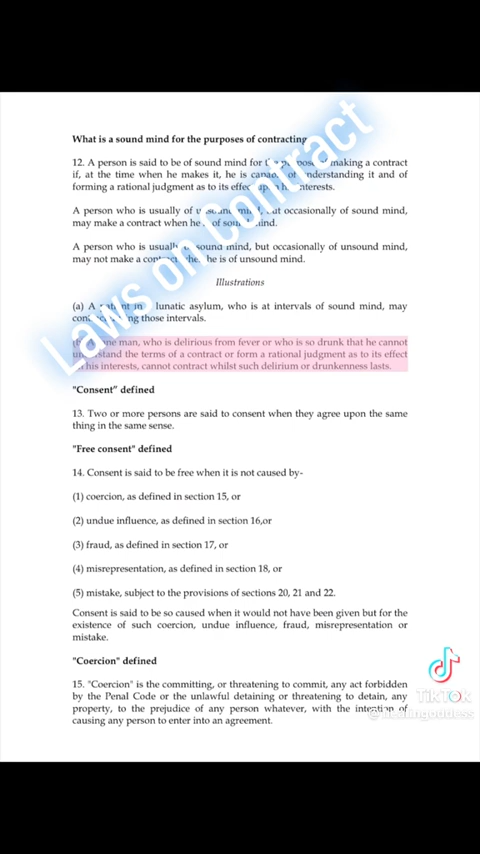 What is a sound mind for the purposes of contracting
12. A person is said to be of sound mind for the purpose of making a contract
if, at the time when he makes it, he is capable of understanding it and of
forming a rational judgment as to its effect upon his interests.
A person who is usually of unsound mind, but occasionally of sound mind,
may make a contract when he is of sound mind.
A person who is usually of sound mind, but occasionally of unsound mind,
may not make a contract when he is of unsound mind.
Illustrations
(a) A patient in lunatic asylum, who is at intervals of sound mind, may
contract during those intervals.
(b) A sane man, who is delirious from fever or who is so drunk that he cannot
understand the terms of a contract or form a rational judgment as to its effect
on his interests, cannot contract whilst such delirium or drunkenness lasts.
Laws on Contract
"Consent" defined
13. Two or more persons are said to consent when they agree upon the same
thing in the same sense.
"Free consent" defined
14. Consent is said to be free when it is not caused by-
(1) coercion, as defined in section 15, or
(2) undue influence, as defined in section 16,or
(3) fraud, as defined in section 17, or
(4) misrepresentation, as defined in section 18, or
(5) mistake, subject to the provisions of sections 20, 21 and 22.
Consent is said to be so caused when it would not have been given but for the
existence of such coercion, undue influence, fraud, misrepresentation or
mistake.
"Coercion" defined
15. "Coercion" is the committing, or threatening to commit, any act forbidden
by the Penal Code or the unlawful detaining or threatening to detain, any
property, to the prejudice of any person whatever, with the intention of
causing any person to enter into an agreement.
TikTok